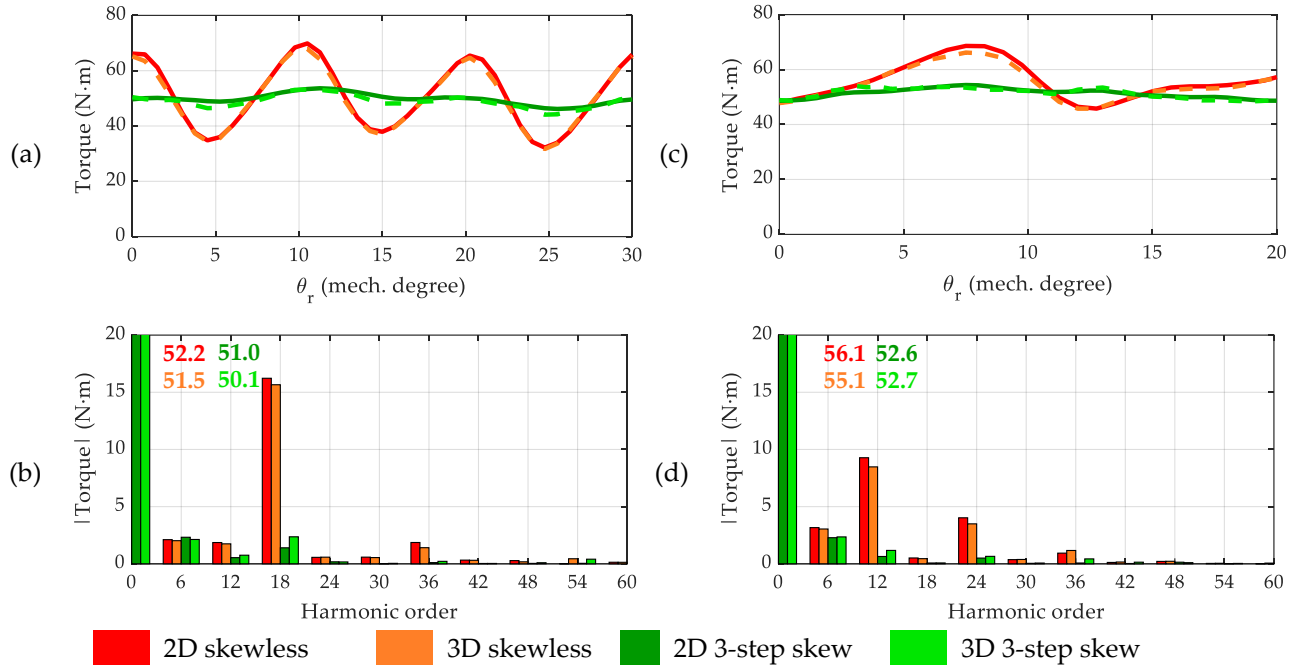 (a)
Torque (N·m)
80
60
40
20
0
0 5 10 15 20 25 30
θr (mech. degree)
(c)
Torque (N·m)
80
60
40
20
0
0 5 10 15 20
θr (mech. degree)
(b)
|Torque| (N·m)
20
15
10
5
0
52.2 51.0
51.5 50.1
0 6 12 18 24 30 36 42 48 54 60
Harmonic order
(d)
|Torque| (N·m)
20
15
10
5
0
56.1 52.6
55.1 52.7
0 6 12 18 24 30 36 42 48 54 60
Harmonic order
2D skewless 3D skewless 2D 3-step skew 3D 3-step skew